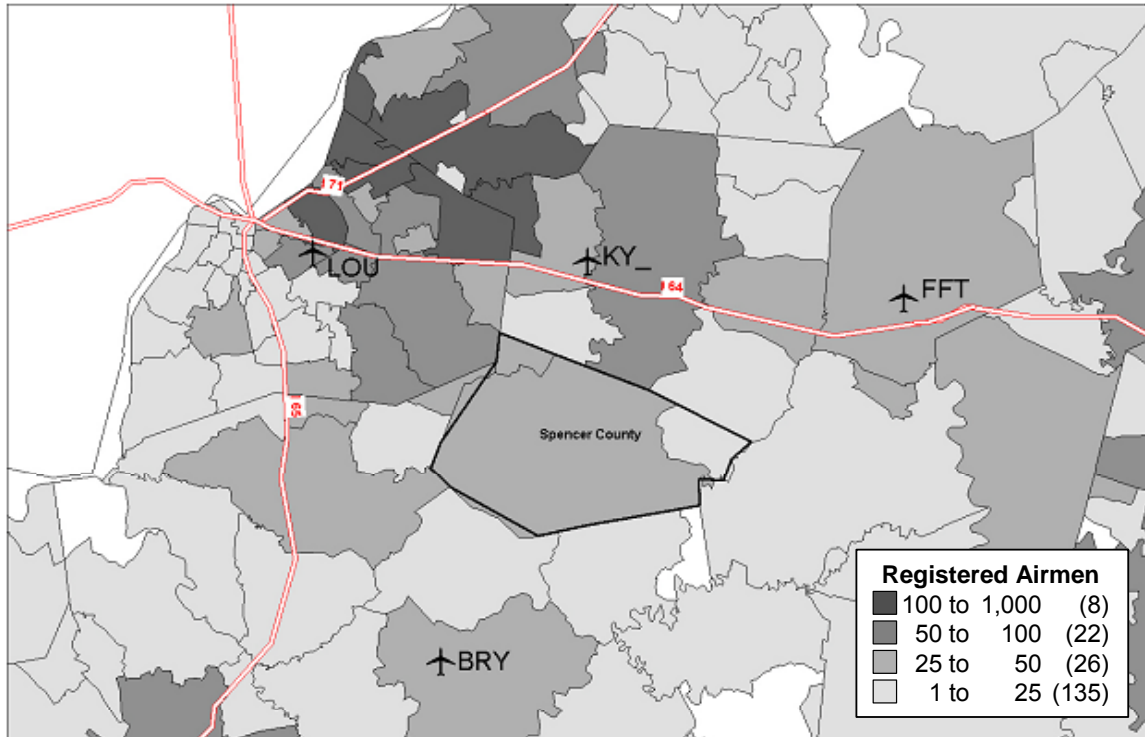 I 71
LOU
KY_
I 64
FFT
I 65
Spencer County
BRY
Registered Airmen
100 to 1,000 (8)
50 to 100 (22)
25 to 50 (26)
1 to 25 (135)